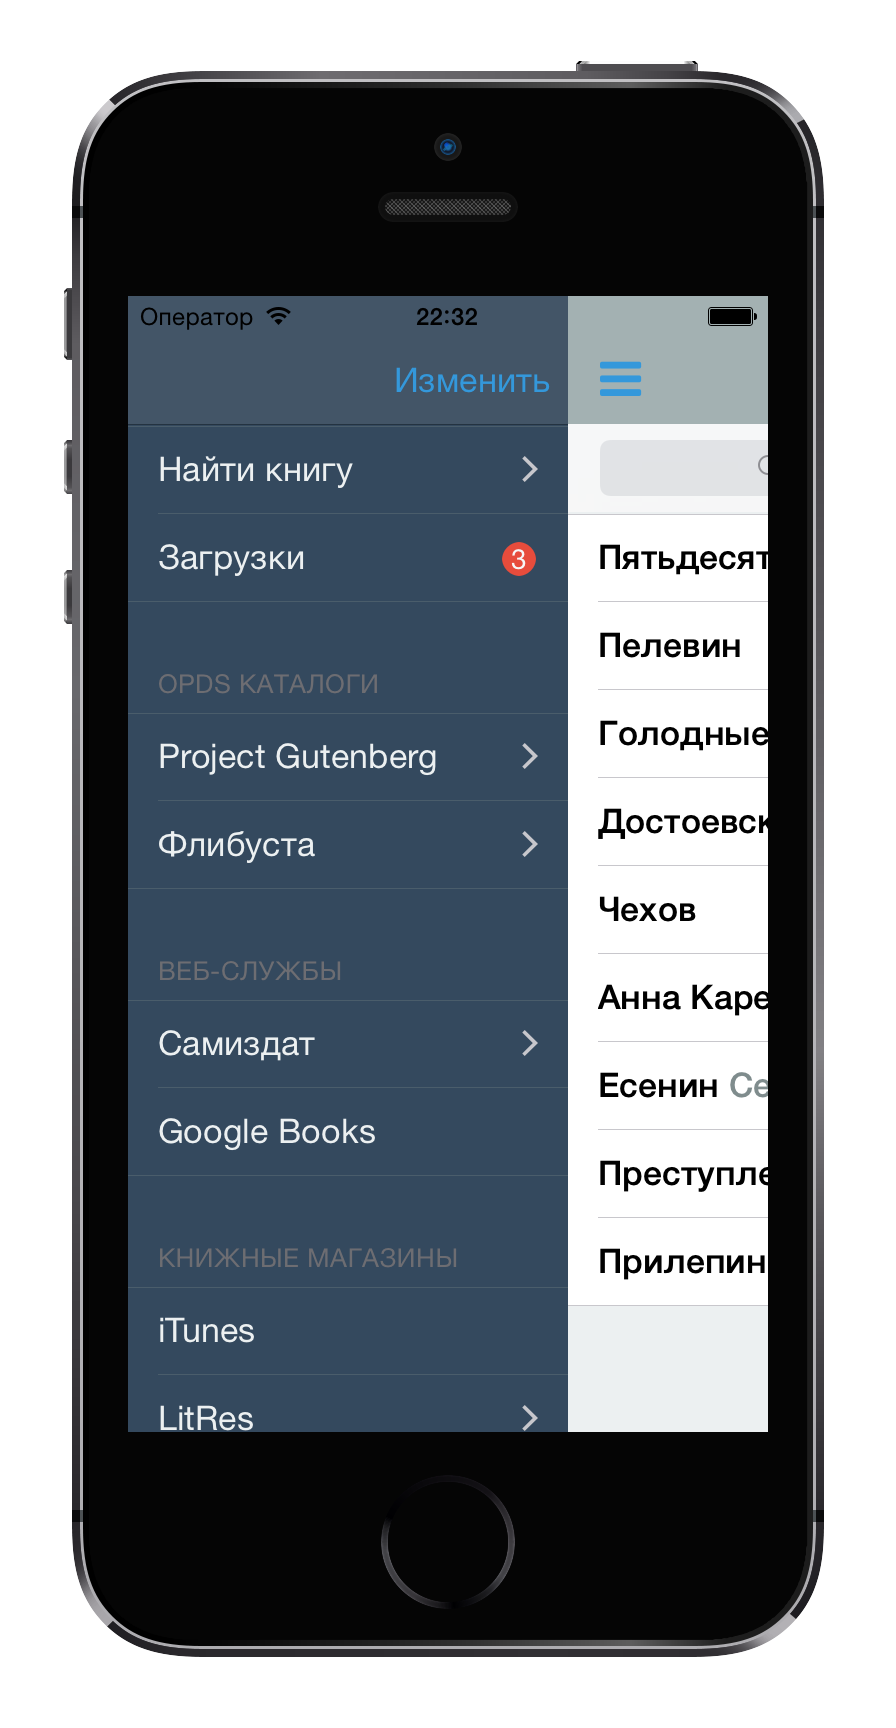 Оператор 22:32
Изменить
Найти книгу
Загрузки 3
OPDS КАТАЛОГИ
Project Gutenberg
Флибуста
ВЕБ-СЛУЖБЫ
Самиздат
Google Books
КНИЖНЫЕ МАГАЗИНЫ
iTunes
LitRes
Пятьдесят
Пелевин
Голодные
Достоевск
Чехов
Анна Каре
Есенин Се
Преступле
Прилепин